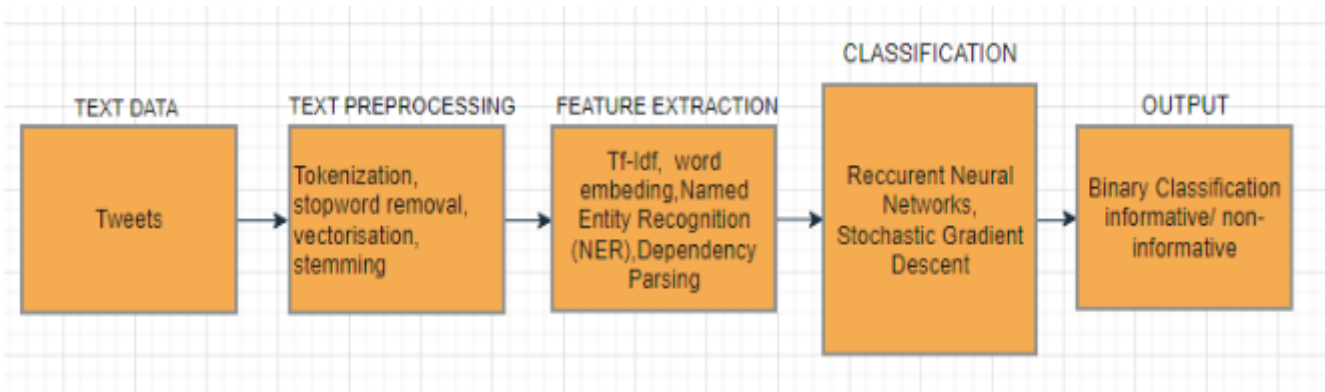 TEXT DATA
Tweets
TEXT PREPROCESSING
Tokenization,
stopword removal,
vectorisation,
stemming
FEATURE EXTRACTION
Tf-Idf, word
embeding,Named
Entity Recognition
(NER),Dependency
Parsing
CLASSIFICATION
Reccurent Neural
Networks,
Stochastic Gradient
Descent
OUTPUT
Binary Classification
informative/ non-
informative